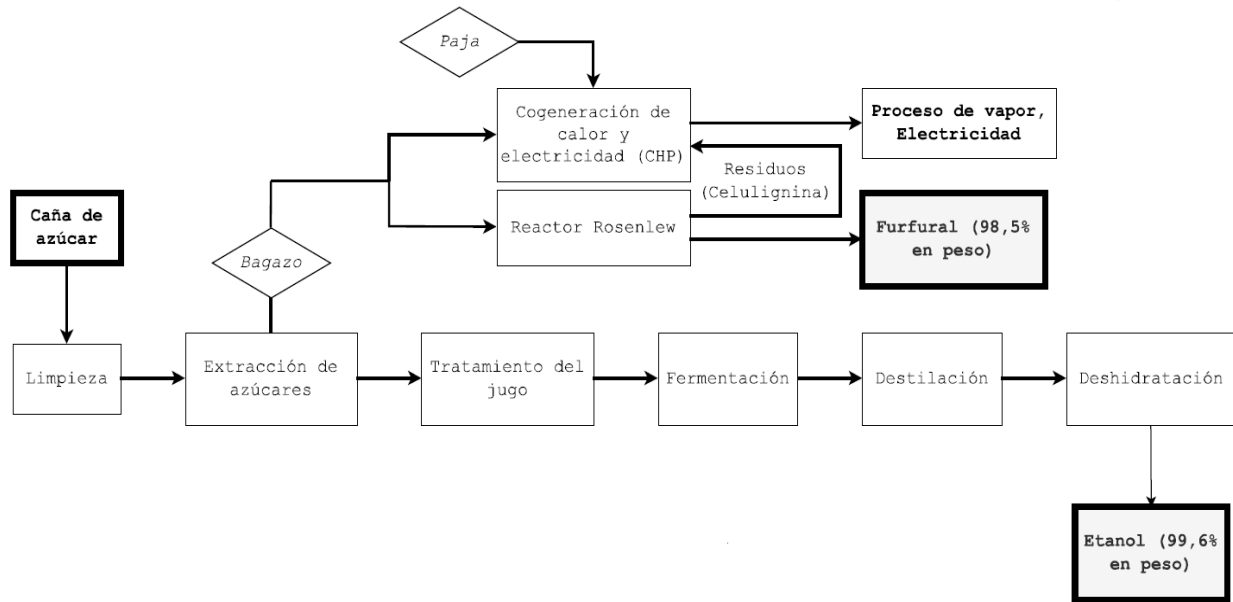 Paja
Cogeneración de
calor y
electricidad (CHP)
Proceso de vapor,
Electricidad
Residuos
(Celulignina)
Caña de
azúcar
Reactor Rosenlew
Furfural (98,5%
en peso)
Bagazo
Limpieza
Extracción de
azúcares
Tratamiento del
jugo
Fermentación
Destilación
Deshidratación
Etanol (99,6%
en peso)